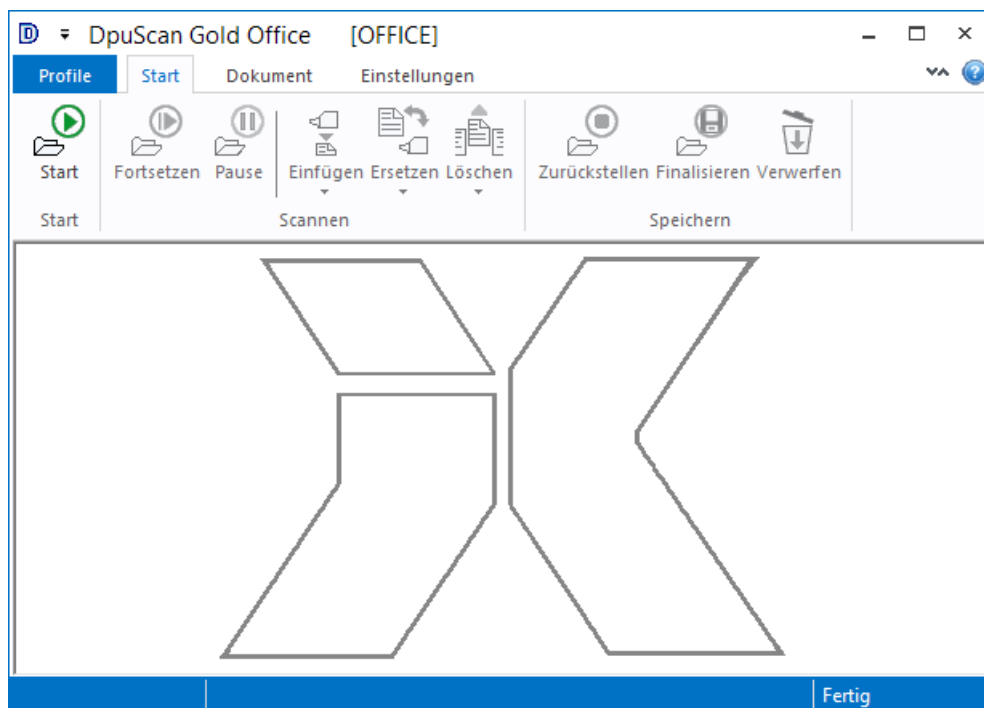 D DpuScan Gold Office [OFFICE]
Profile Start Dokument Einstellungen
Start Fortsetzen Pause Einfügen Ersetzen Löschen Zurückstellen Finalisieren Verwerfen
Start Scannen Speichern
Fertig